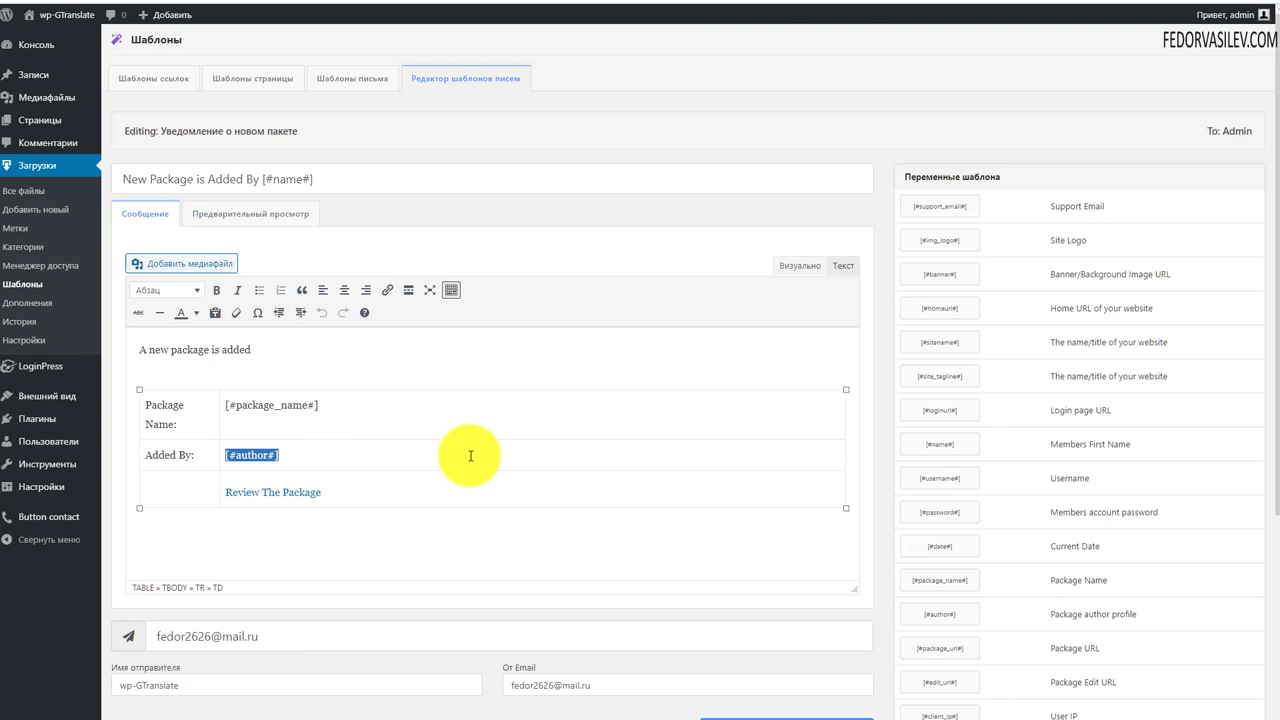 wp-GTranslate 0 Добавить Привет, admin
FEDORVASILEV.COM
Консоль
Записи
Медиафайлы
Страницы
Комментарии
Загрузки
Все файлы
Добавить новый
Метки
Категории
Менеджер доступа
Шаблоны
Дополнения
История
Настройки
LoginPress
Внешний вид
Плагины
Пользователи
Инструменты
Настройки
Button contact
Свернуть меню
Шаблоны
Шаблоны ссылок Шаблоны страницы Шаблоны письма Редактор шаблонов писем
Editing: Уведомление о новом пакете To: Admin
New Package is Added By [#name#]
Сообщение Предварительный просмотр
Добавить медиафайл Визуально Текст
Абзац
A new package is added
Package Name: [#package_name#]
Added By: [#author#]
Review The Package
TABLE » TBODY » TR » TD
fedor2626@mail.ru
Имя отправителя От Email
wp-GTranslate fedor2626@mail.ru
Переменные шаблона
[#support_email#] Support Email
[#img_logo#] Site Logo
[#banner#] Banner/Background Image URL
[#homeurl#] Home URL of your website
[#sitename#] The name/title of your website
[#site_tagline#] The name/title of your website
[#loginurl#] Login page URL
[#name#] Members First Name
[#username#] Username
[#password#] Members account password
[#date#] Current Date
[#package_name#] Package Name
[#author#] Package author profile
[#package_url#] Package URL
[#edit_url#] Package Edit URL
[#client_ip#] User IP